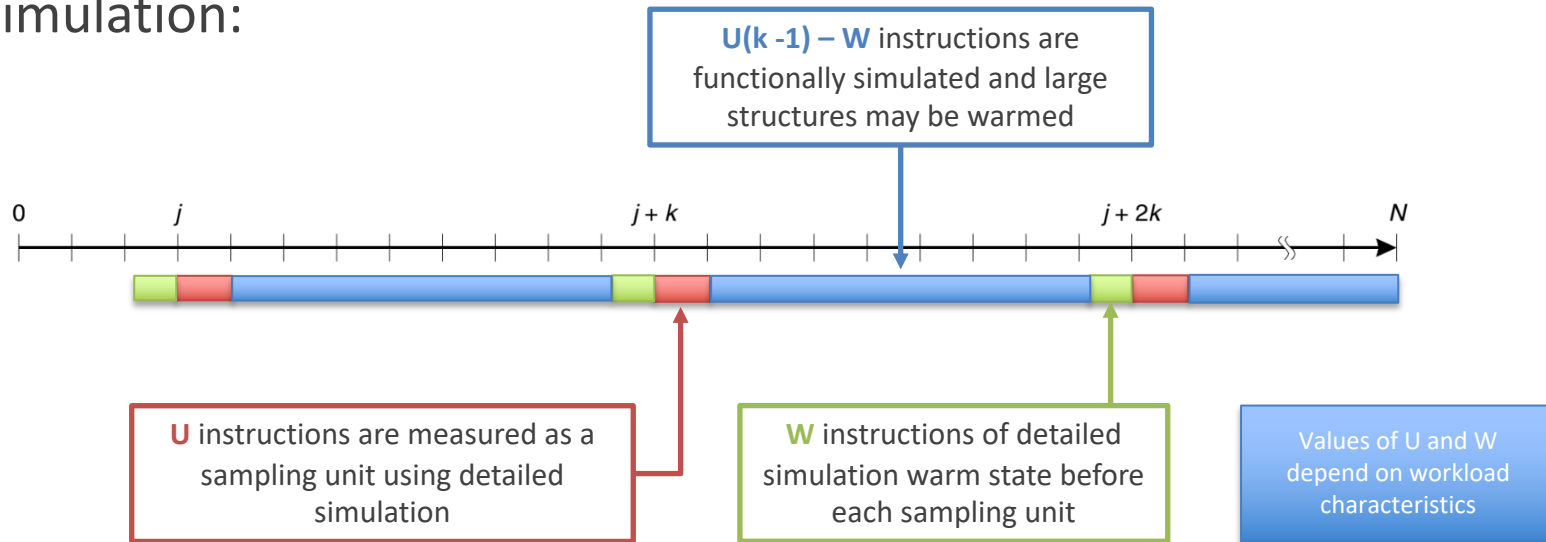 imulation:
U(k -1) – W instructions are
functionally simulated and large
structures may be warmed
0 j j + k j + 2k N
U instructions are measured as a
sampling unit using detailed
simulation
W instructions of detailed
simulation warm state before
each sampling unit
Values of U and W
depend on workload
characteristics